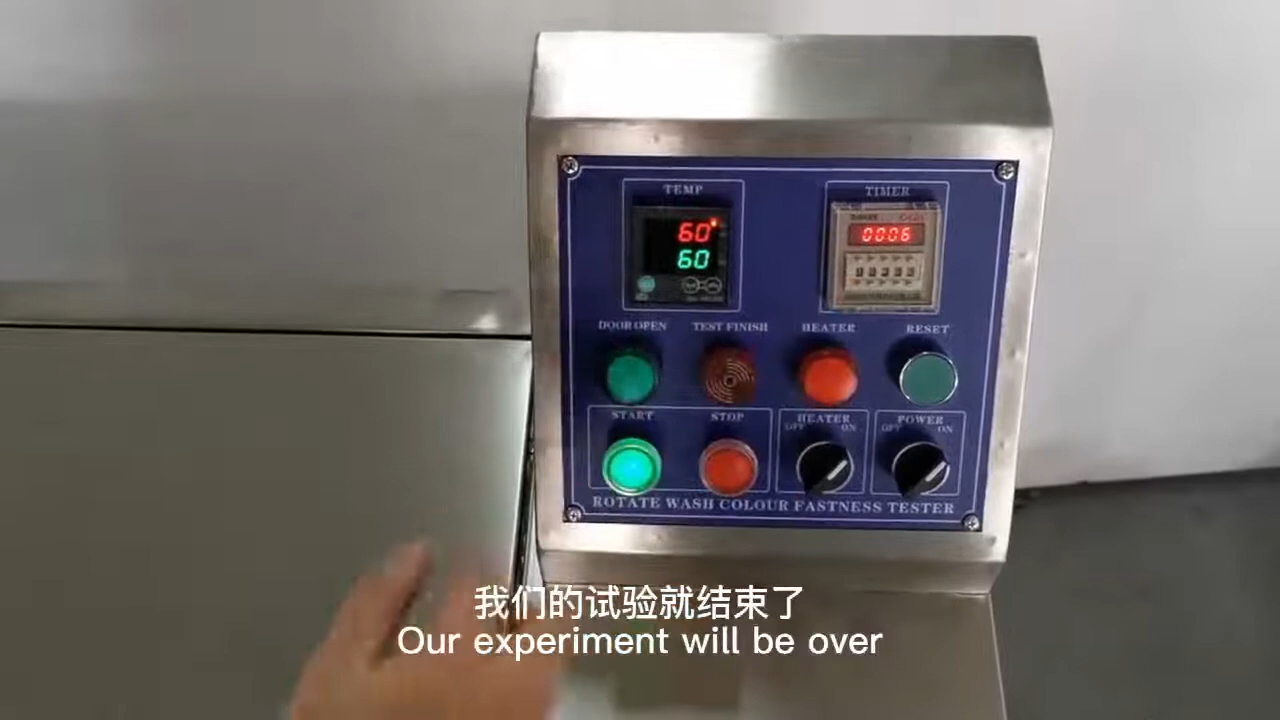 TEMP
TIMER
60
60
0006
DOOR OPEN
TEST FINISH
HEATER
RESET
START
STOP
HEATER
OFF
ON
POWER
OFF
ON
ROTATE WASH COLOUR FASTNESS TESTER
我们的试验就结束了
Our experiment will be over